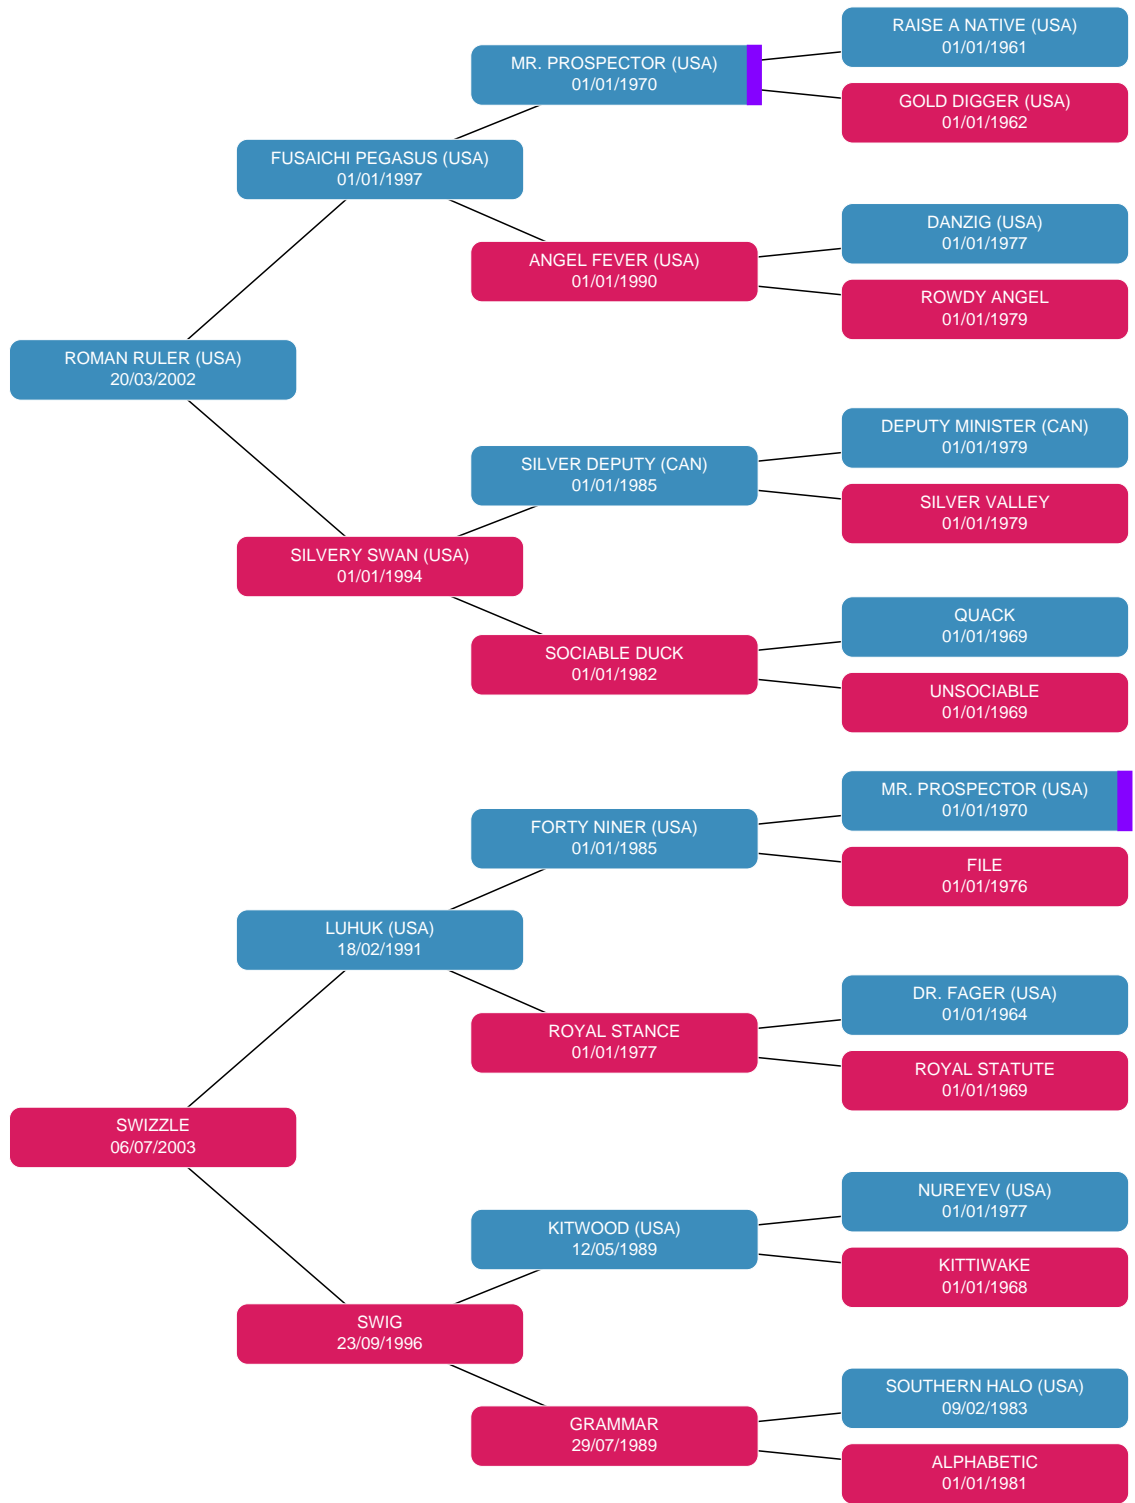 RAISE A NATIVE (USA)
01/01/1961
MR. PROSPECTOR (USA)
01/01/1970
GOLD DIGGER (USA)
01/01/1962
FUSAICHI PEGASUS (USA)
01/01/1997
DANZIG (USA)
01/01/1977
ANGEL FEVER (USA)
01/01/1990
ROWDY ANGEL
01/01/1979
ROMAN RULER (USA)
20/03/2002
DEPUTY MINISTER (CAN)
01/01/1979
SILVER DEPUTY (CAN)
01/01/1985
SILVER VALLEY
01/01/1979
SILVERY SWAN (USA)
01/01/1994
QUACK
01/01/1969
SOCIABLE DUCK
01/01/1982
UNSOCIABLE
01/01/1969
MR. PROSPECTOR (USA)
01/01/1970
FORTY NINER (USA)
01/01/1985
FILE
01/01/1976
LUHUK (USA)
18/02/1991
DR. FAGER (USA)
01/01/1964
ROYAL STANCE
01/01/1977
ROYAL STATUTE
01/01/1969
SWIZZLE
06/07/2003
NUREYEV (USA)
01/01/1977
KITWOOD (USA)
12/05/1989
KITTIWAKE
01/01/1968
SWIG
23/09/1996
SOUTHERN HALO (USA)
09/02/1983
GRAMMAR
29/07/1989
ALPHABETIC
01/01/1981